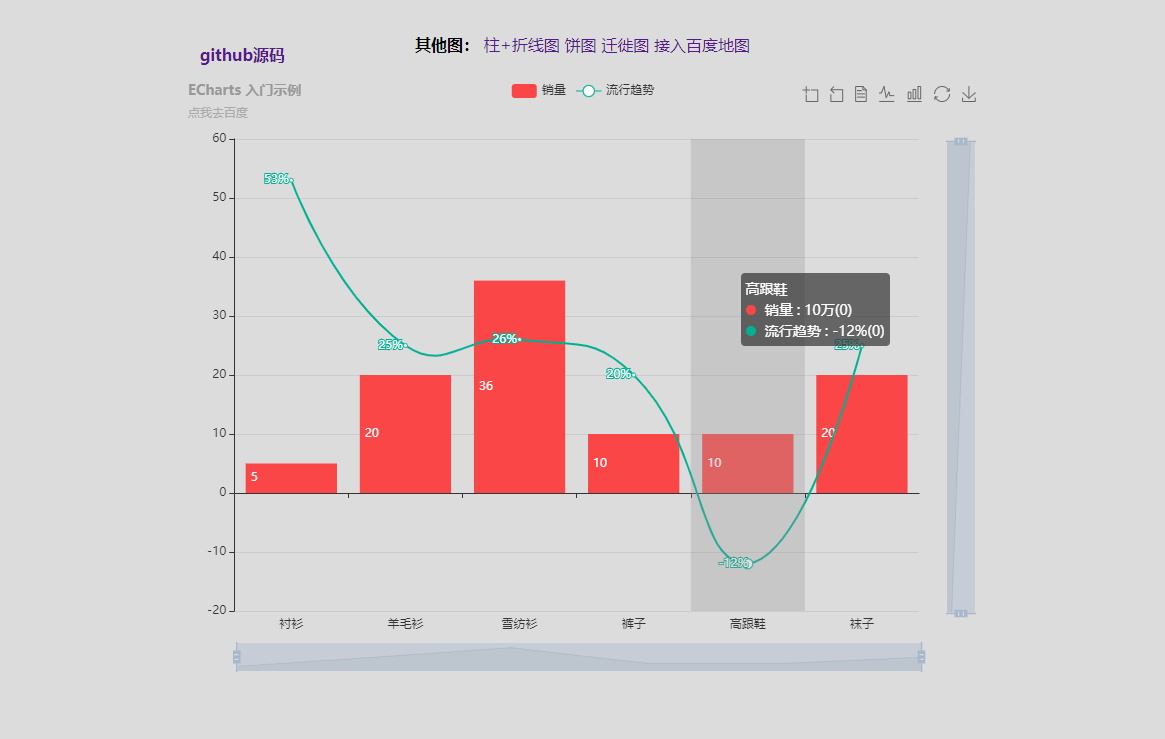 其他图： 柱+折线图 饼图 迁徙图 接入百度地图
github源码
ECharts 入门示例
点我去百度
销量 流行趋势
60
50
40
30
20
10
0
-10
-20
53%
25%
26%
20%
-12%
25%
5
20
36
10
10
20
高跟鞋
销量 : 10万(0)
流行趋势 : -12%(0)
衬衫 羊毛衫 雪纺衫 裤子 高跟鞋 袜子